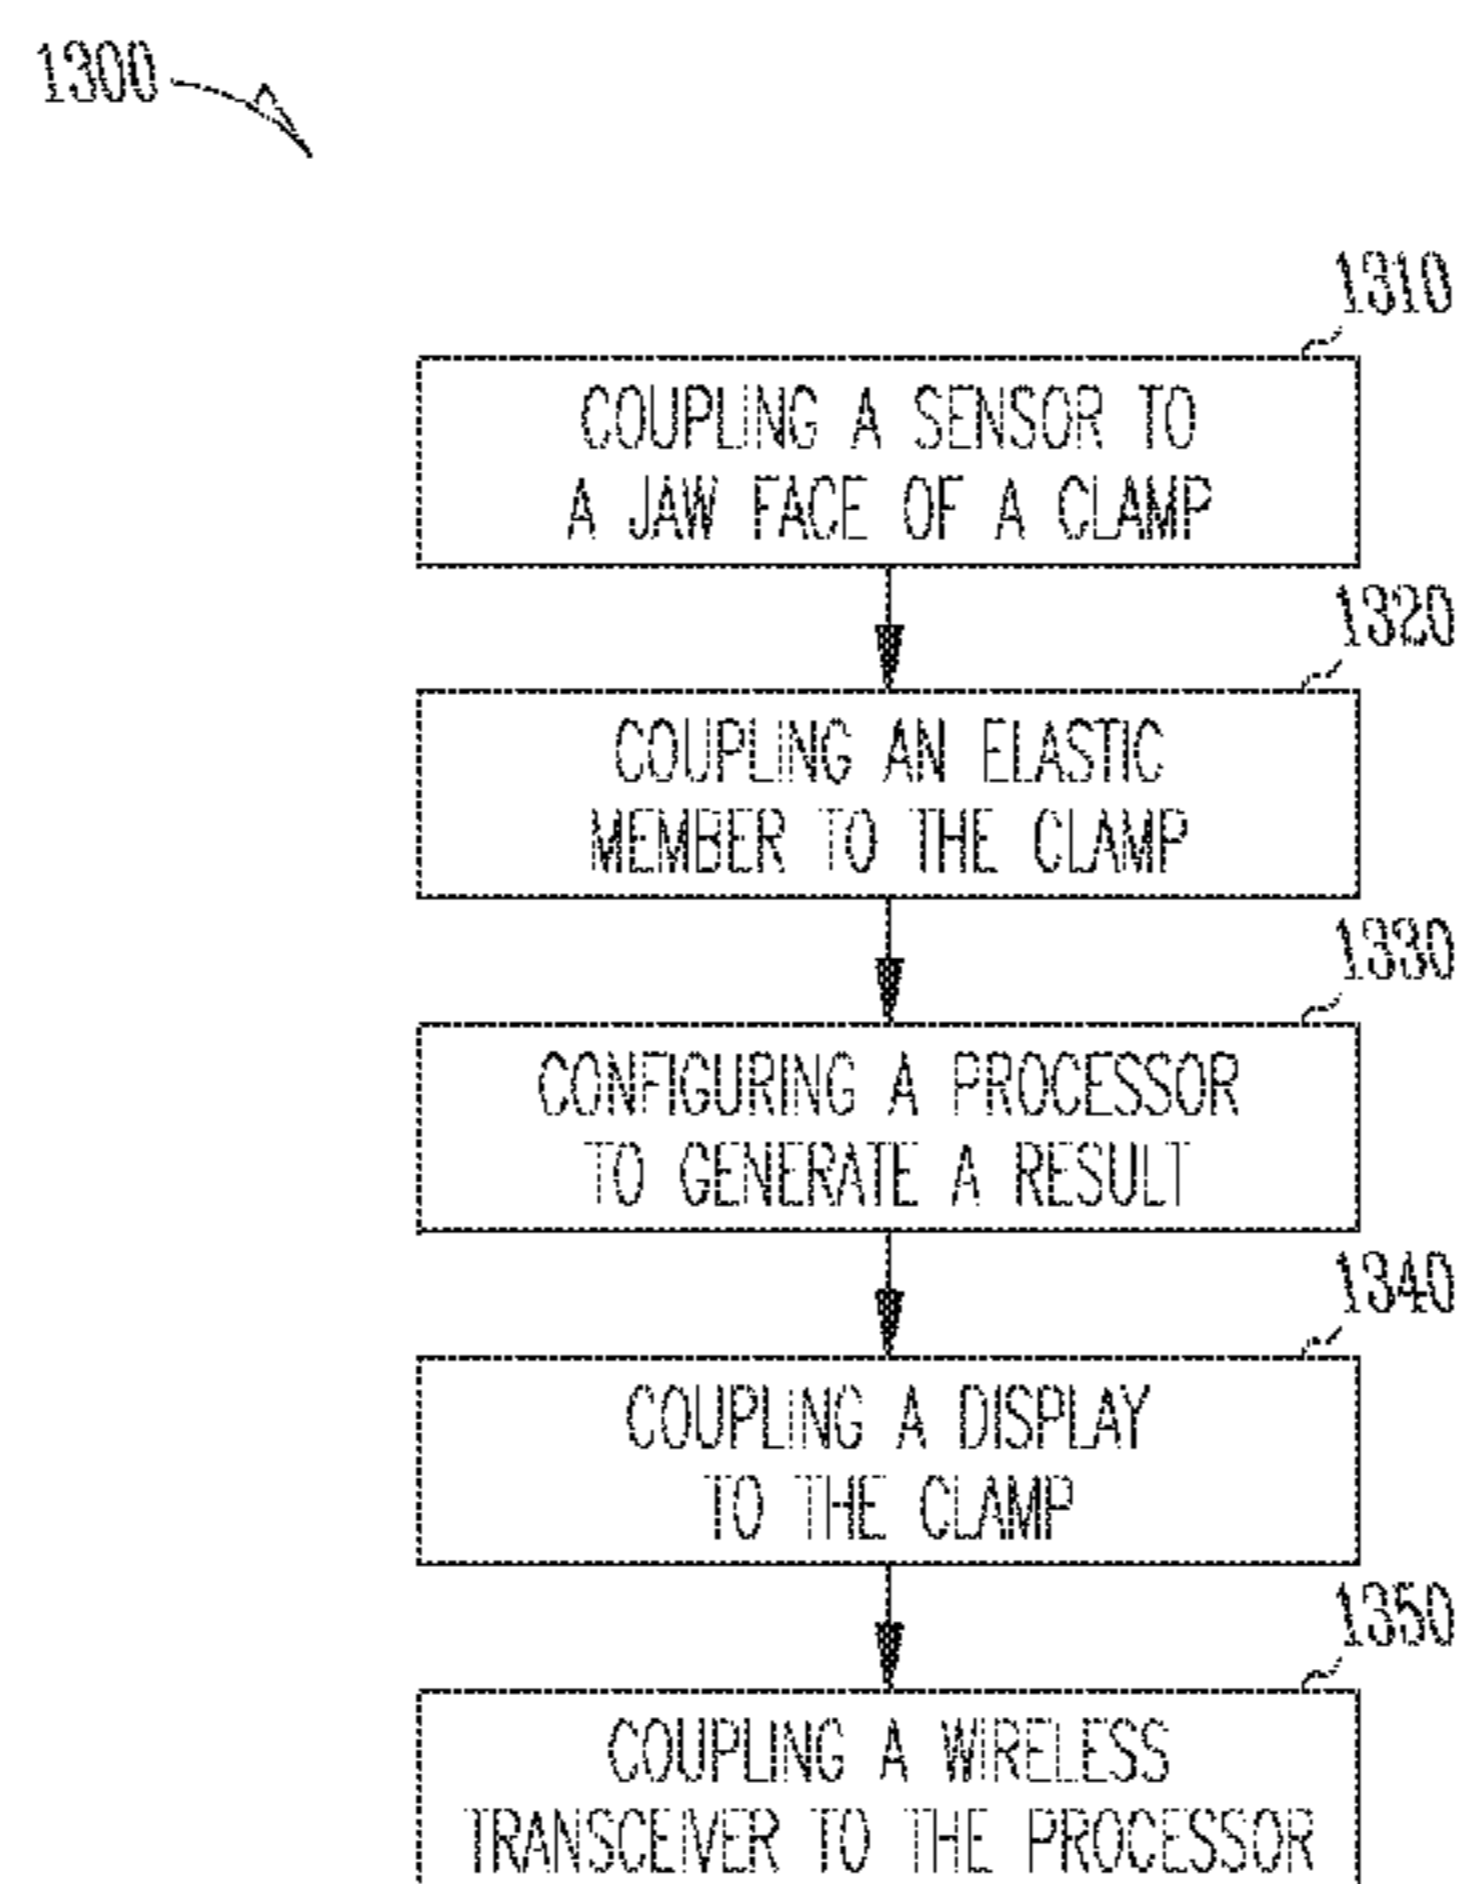 1300
1310
COUPLING A SENSOR TO
A JAW FACE OF A CLAMP
1320
COUPLING AN ELASTIC
MEMBER TO THE CLAMP
1330
CONFIGURING A PROCESSOR
TO GENERATE A RESULT
1340
COUPLING A DISPLAY
TO THE CLAMP
1350
COUPLING A WIRELESS
TRANSCEIVER TO THE PROCESSOR